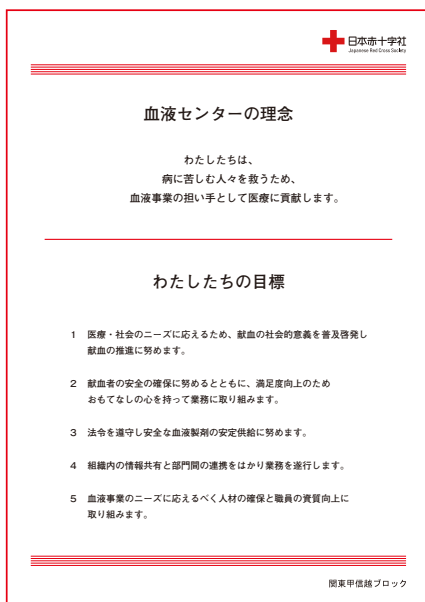 日本赤十字社
Japanese Red Cross Society
血液センターの理念
わたしたちは、
病に苦しむ人々を救うため、
血液事業の担い手として医療に貢献します。
わたしたちの目標
1 医療・社会のニーズに応えるため、献血の社会的意義を普及啓発し
献血の推進に努めます。
2 献血者の安全の確保に努めるとともに、満足度向上のため
おもてなしの心を持って業務に取り組みます。
3 法令を遵守し安全な血液製剤の安定供給に努めます。
4 組織内の情報共有と部門間の連携をはかり業務を遂行します。
5 血液事業のニーズに応えるべく人材の確保と職員の資質向上に
取り組みます。
関東甲信越ブロック